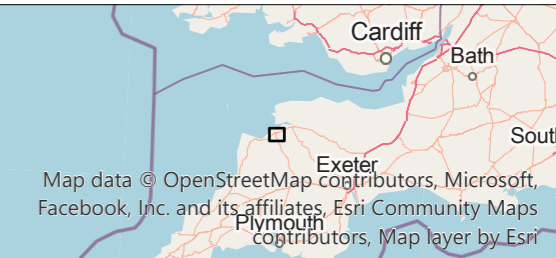 Cardiff
Bath
Sout
Exeter
Map data © OpenStreetMap contributors, Microsoft,
Facebook, Inc. and its affiliates, Esri Community Maps
Plymouth
contributors, Map layer by Esri